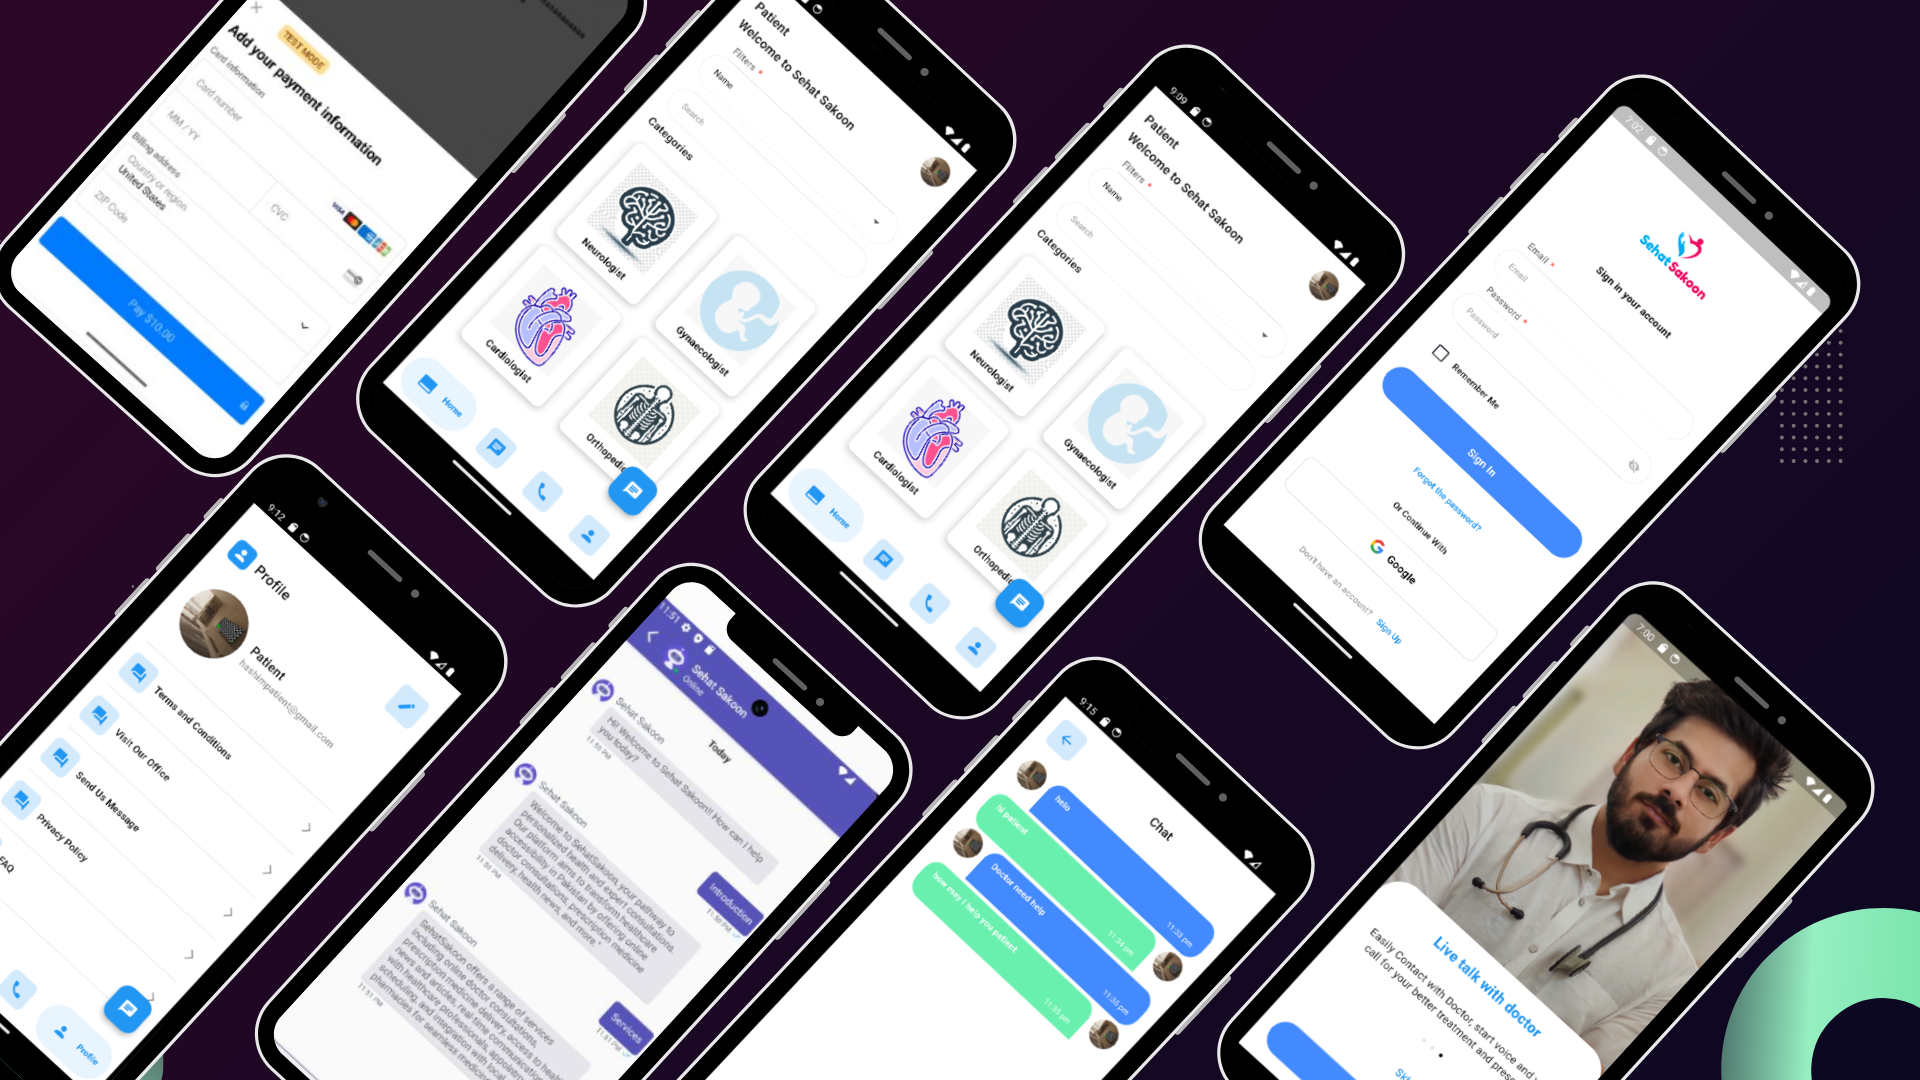 TEST MODE
Add your payment information
Card information
Card number
MM / YY
CVC
VISA
Billing address
Country or region
United States
ZIP Code
Pay $10.00
Patient
Welcome to Sehat Sakoon
Filters *
Name
Search
Categories
Neurologist
Gynaecologist
Cardiologist
Orthopedic
Home
9:09
Patient
Welcome to Sehat Sakoon
Filters *
Name
Search
Categories
Neurologist
Gynaecologist
Cardiologist
Orthopedic
Home
7:02
Sehat Sakoon
Sign in your account
Email *
Email
Password *
Password
Remember Me
Sign In
Forgot the password?
Or Continue With
Google
Don't have an account? Sign Up
9:12
Profile
Patient
hashimpatient@gmail.com
Terms and Conditions
Visit Our Office
Send Us Message
Privacy Policy
FAQ
Profile
11:51
Sehat Sakoon
Online
Today
Sehat Sakoon
Hi! Welcome to Sehat Sakoon!! How can I help
you today?
11:50 PM
Introduction
11:50 PM
Sehat Sakoon
Welcome to SehatSakoon, your pathway to
personalized health and expert consultations.
Our platform aims to transform healthcare
accessibility in Pakistan by offering online
doctor consultations, prescription medicine
delivery, health news, and more."
11:50 PM
Services
11:51 PM
Sehat Sakoon
SehatSakoon offers a range of services
including online doctor consultations,
prescription medicine delivery, access to heal
news and articles, real-time communication
with healthcare professionals, appointm
scheduling, and integration with local
pharmacies for seamless medicin
11:51 PM
9:15
Chat
helo
11:33 pm
hi patient
11:34 pm
Doctor need help
11:35 pm
how may I help you patient
11:35 pm
7:00
Live talk with doctor
Easily Contact with Doctor, start voice and
call for your better treatment and presc